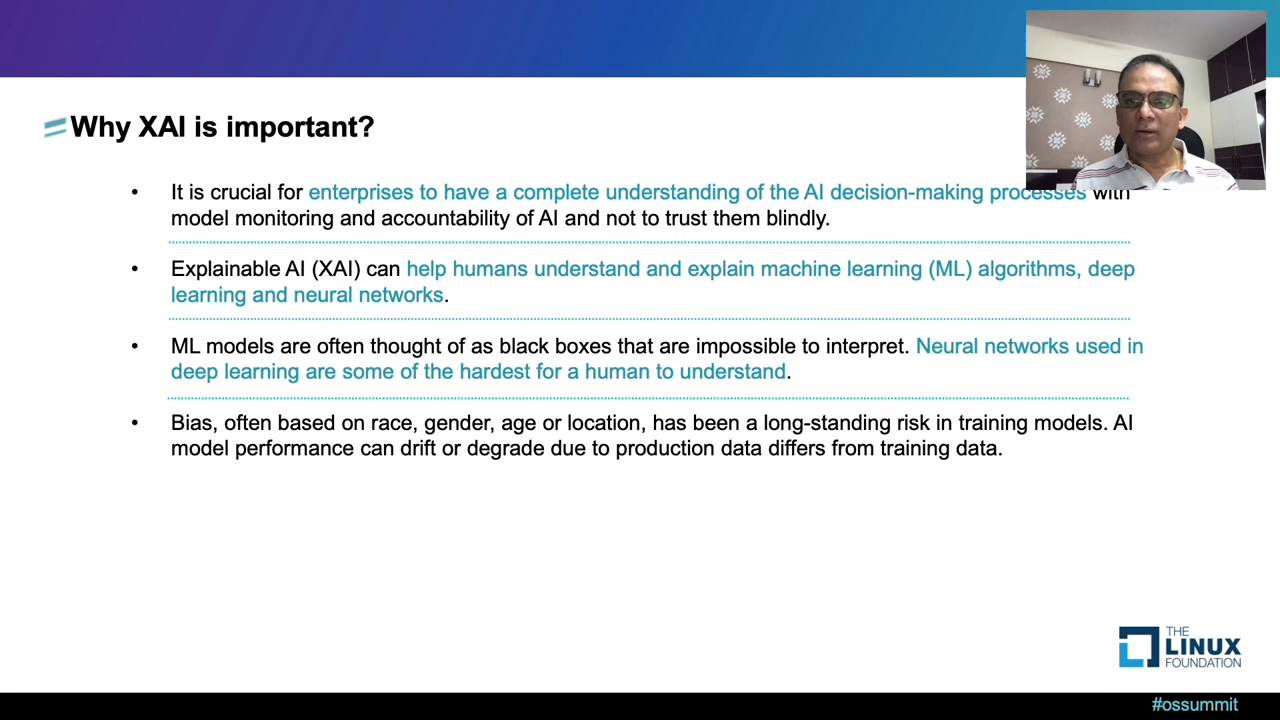 Why XAI is important?
• It is crucial for enterprises to have a complete understanding of the AI decision-making processes with
model monitoring and accountability of AI and not to trust them blindly.
• Explainable AI (XAI) can help humans understand and explain machine learning (ML) algorithms, deep
learning and neural networks.
• ML models are often thought of as black boxes that are impossible to interpret. Neural networks used in
deep learning are some of the hardest for a human to understand.
• Bias, often based on race, gender, age or location, has been a long-standing risk in training models. AI
model performance can drift or degrade due to production data differs from training data.
THE
LINUX
FOUNDATION
#ossummit